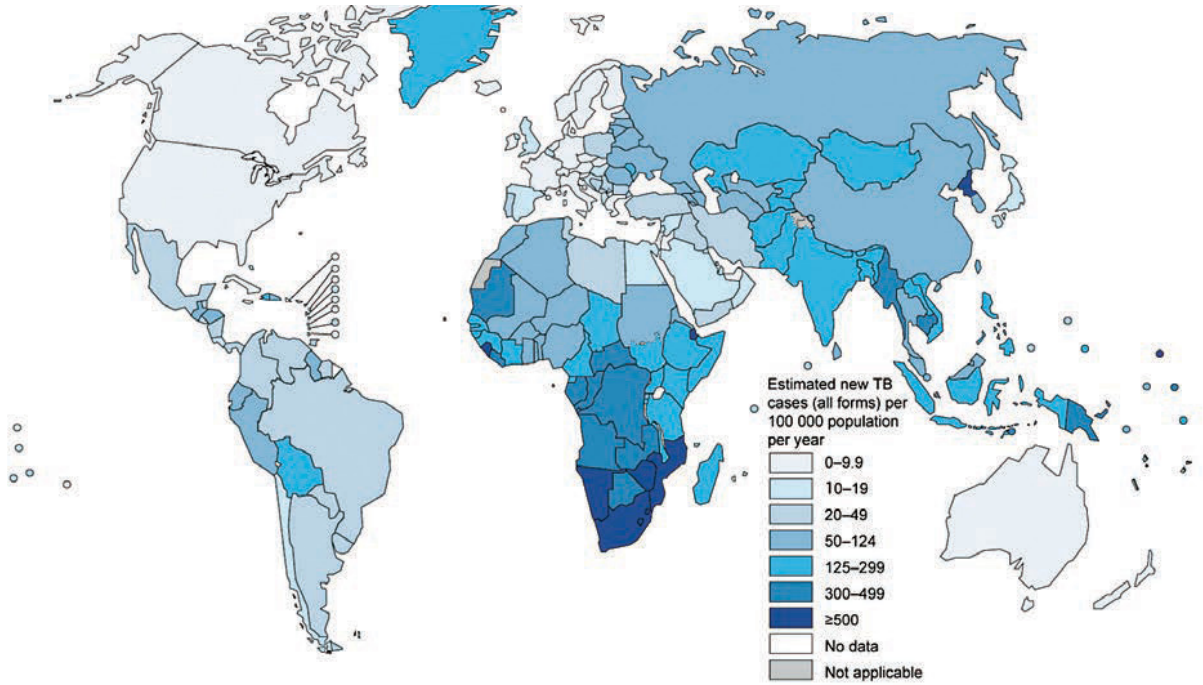 Estimated new TB
cases (all forms) per
100 000 population
per year
0–9.9
10–19
20–49
50–124
125–299
300–499
≥500
No data
Not applicable